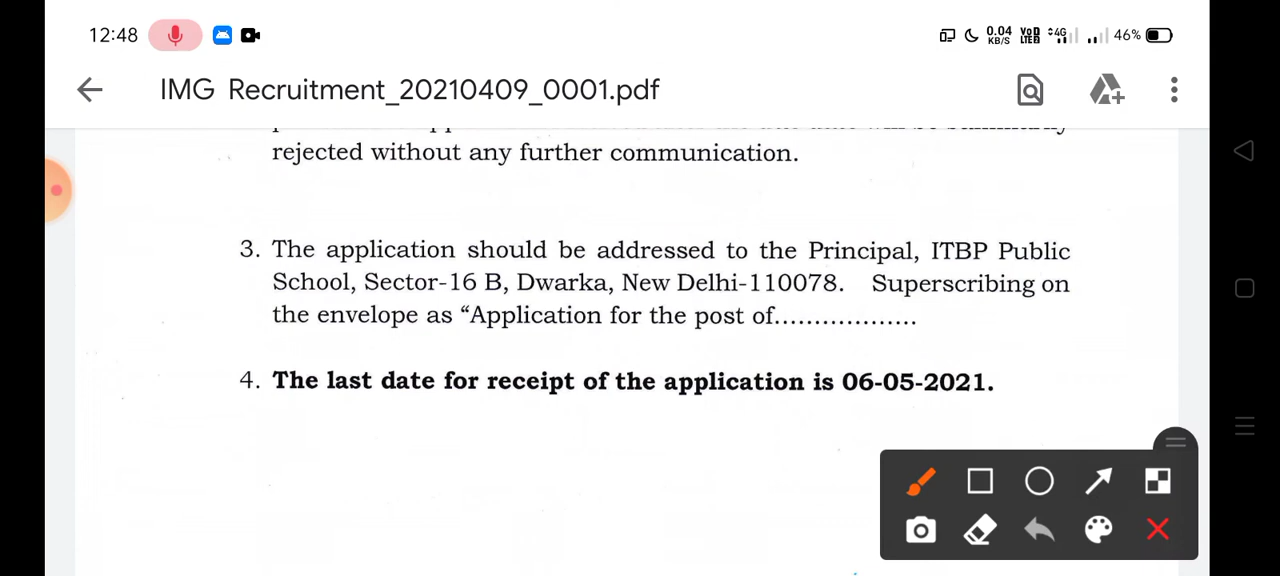 12:48
0.04 KB/S VoD LTE2 4G 46%
IMG Recruitment_20210409_0001.pdf
rejected without any further communication.
3. The application should be addressed to the Principal, ITBP Public
School, Sector-16 B, Dwarka, New Delhi-110078. Superscribing on
the envelope as “Application for the post of..................
4. The last date for receipt of the application is 06-05-2021.